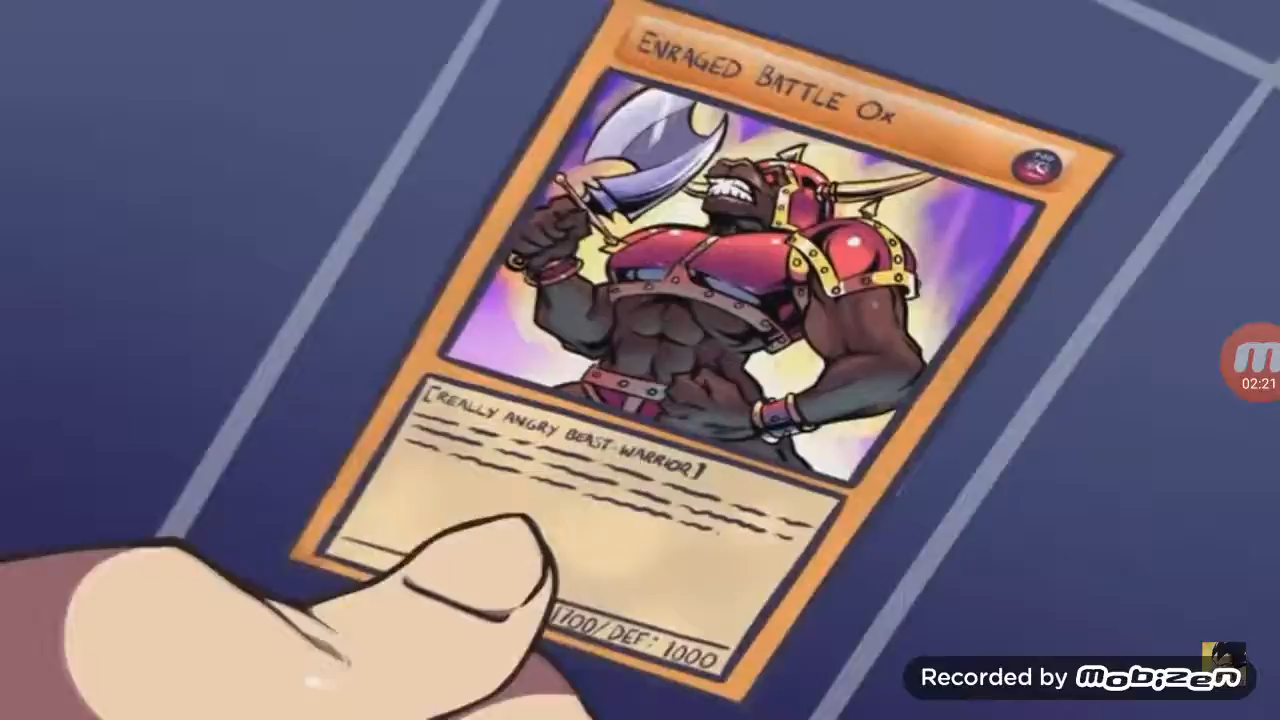 ENRAGED BATTLE OX
[REALLY ANGRY BEAST-WARRIOR]
1700/DEF: 1000
02:21
Recorded by mobizen